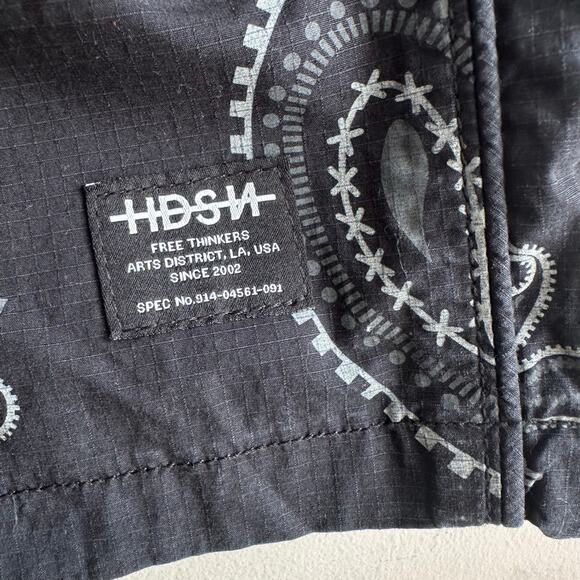 HDSN
FREE THINKERS
ARTS DISTRICT, LA, USA
SINCE 2002
SPEC No.914-04561-091